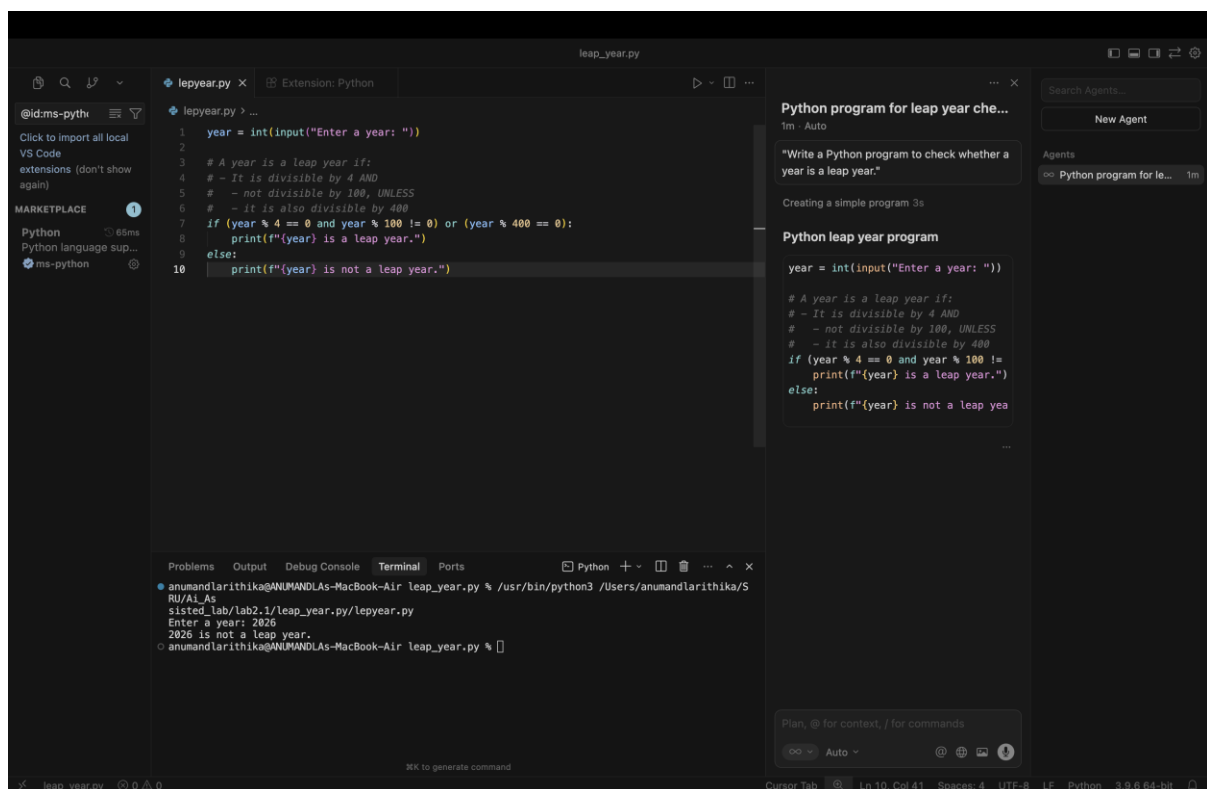 leap_year.py
@id:ms-pyth
Click to import all local
VS Code
extensions (don't show
again)
MARKETPLACE 1
Python 65ms
Python language sup...
ms-python
lepyear.py Extension: Python
lepyear.py > ...
1 year = int(input("Enter a year: "))
2
3 # A year is a leap year if:
4 # – It is divisible by 4 AND
5 #   – not divisible by 100, UNLESS
6 #   – it is also divisible by 400
7 if (year % 4 == 0 and year % 100 != 0) or (year % 400 == 0):
8     print(f"{year} is a leap year.")
9 else:
10     print(f"{year} is not a leap year.")
Problems Output Debug Console Terminal Ports Python
anumandlarithika@ANUMANDLAs-MacBook-Air leap_year.py % /usr/bin/python3 /Users/anumandlarithika/S
RU/Ai_As
sisted_lab/lab2.1/leap_year.py/lepyear.py
Enter a year: 2026
2026 is not a leap year.
anumandlarithika@ANUMANDLAs-MacBook-Air leap_year.py %
⌘K to generate command
Python program for leap year che...
1m · Auto
"Write a Python program to check whether a
year is a leap year."
Creating a simple program 3s
Python leap year program
year = int(input("Enter a year: "))
# A year is a leap year if:
# – It is divisible by 4 AND
#   – not divisible by 100, UNLESS
#   – it is also divisible by 400
if (year % 4 == 0 and year % 100 !=
    print(f"{year} is a leap year.")
else:
    print(f"{year} is not a leap yea
Plan, @ for context, / for commands
Auto
Search Agents...
New Agent
Agents
Python program for le... 1m
leap_year.py 0 0
Cursor Tab Ln 10, Col 41 Spaces: 4 UTF-8 LF Python 3.9.6 64-bit